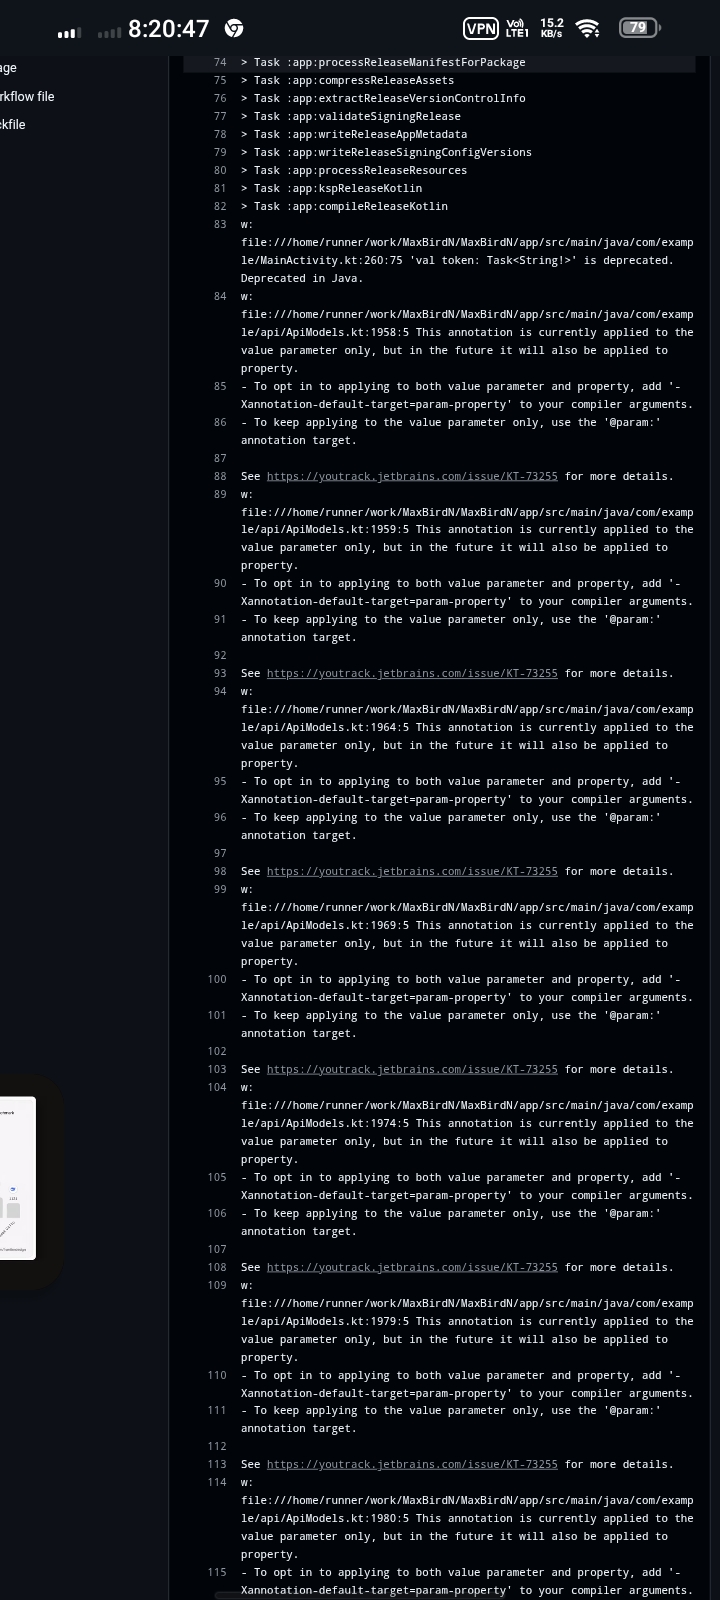 8:20:47
VPN
Vo)
LTE1
15.2
KB/s
79
age
rkflow file
ckfile
74 > Task :app:processReleaseManifestForPackage
75 > Task :app:compressReleaseAssets
76 > Task :app:extractReleaseVersionControlInfo
77 > Task :app:validateSigningRelease
78 > Task :app:writeReleaseAppMetadata
79 > Task :app:writeReleaseSigningConfigVersions
80 > Task :app:processReleaseResources
81 > Task :app:kspReleaseKotlin
82 > Task :app:compileReleaseKotlin
83 w:
file:///home/runner/work/MaxBirdN/MaxBirdN/app/src/main/java/com/examp
le/MainActivity.kt:260:75 'val token: Task<String!>' is deprecated.
Deprecated in Java.
84 w:
file:///home/runner/work/MaxBirdN/MaxBirdN/app/src/main/java/com/examp
le/api/ApiModels.kt:1958:5 This annotation is currently applied to the
value parameter only, but in the future it will also be applied to
property.
85 - To opt in to applying to both value parameter and property, add '-
Xannotation-default-target=param-property' to your compiler arguments.
86 - To keep applying to the value parameter only, use the '@param:'
annotation target.
87
88 See https://youtrack.jetbrains.com/issue/KT-73255 for more details.
89 w:
file:///home/runner/work/MaxBirdN/MaxBirdN/app/src/main/java/com/examp
le/api/ApiModels.kt:1959:5 This annotation is currently applied to the
value parameter only, but in the future it will also be applied to
property.
90 - To opt in to applying to both value parameter and property, add '-
Xannotation-default-target=param-property' to your compiler arguments.
91 - To keep applying to the value parameter only, use the '@param:'
annotation target.
92
93 See https://youtrack.jetbrains.com/issue/KT-73255 for more details.
94 w:
file:///home/runner/work/MaxBirdN/MaxBirdN/app/src/main/java/com/examp
le/api/ApiModels.kt:1964:5 This annotation is currently applied to the
value parameter only, but in the future it will also be applied to
property.
95 - To opt in to applying to both value parameter and property, add '-
Xannotation-default-target=param-property' to your compiler arguments.
96 - To keep applying to the value parameter only, use the '@param:'
annotation target.
97
98 See https://youtrack.jetbrains.com/issue/KT-73255 for more details.
99 w:
file:///home/runner/work/MaxBirdN/MaxBirdN/app/src/main/java/com/examp
le/api/ApiModels.kt:1969:5 This annotation is currently applied to the
value parameter only, but in the future it will also be applied to
property.
100 - To opt in to applying to both value parameter and property, add '-
Xannotation-default-target=param-property' to your compiler arguments.
101 - To keep applying to the value parameter only, use the '@param:'
annotation target.
102
103 See https://youtrack.jetbrains.com/issue/KT-73255 for more details.
104 w:
file:///home/runner/work/MaxBirdN/MaxBirdN/app/src/main/java/com/examp
le/api/ApiModels.kt:1974:5 This annotation is currently applied to the
value parameter only, but in the future it will also be applied to
property.
105 - To opt in to applying to both value parameter and property, add '-
Xannotation-default-target=param-property' to your compiler arguments.
106 - To keep applying to the value parameter only, use the '@param:'
annotation target.
107
108 See https://youtrack.jetbrains.com/issue/KT-73255 for more details.
109 w:
file:///home/runner/work/MaxBirdN/MaxBirdN/app/src/main/java/com/examp
le/api/ApiModels.kt:1979:5 This annotation is currently applied to the
value parameter only, but in the future it will also be applied to
property.
110 - To opt in to applying to both value parameter and property, add '-
Xannotation-default-target=param-property' to your compiler arguments.
111 - To keep applying to the value parameter only, use the '@param:'
annotation target.
112
113 See https://youtrack.jetbrains.com/issue/KT-73255 for more details.
114 w:
file:///home/runner/work/MaxBirdN/MaxBirdN/app/src/main/java/com/examp
le/api/ApiModels.kt:1980:5 This annotation is currently applied to the
value parameter only, but in the future it will also be applied to
property.
115 - To opt in to applying to both value parameter and property, add '-
Xannotation-default-target=param-property' to your compiler arguments.